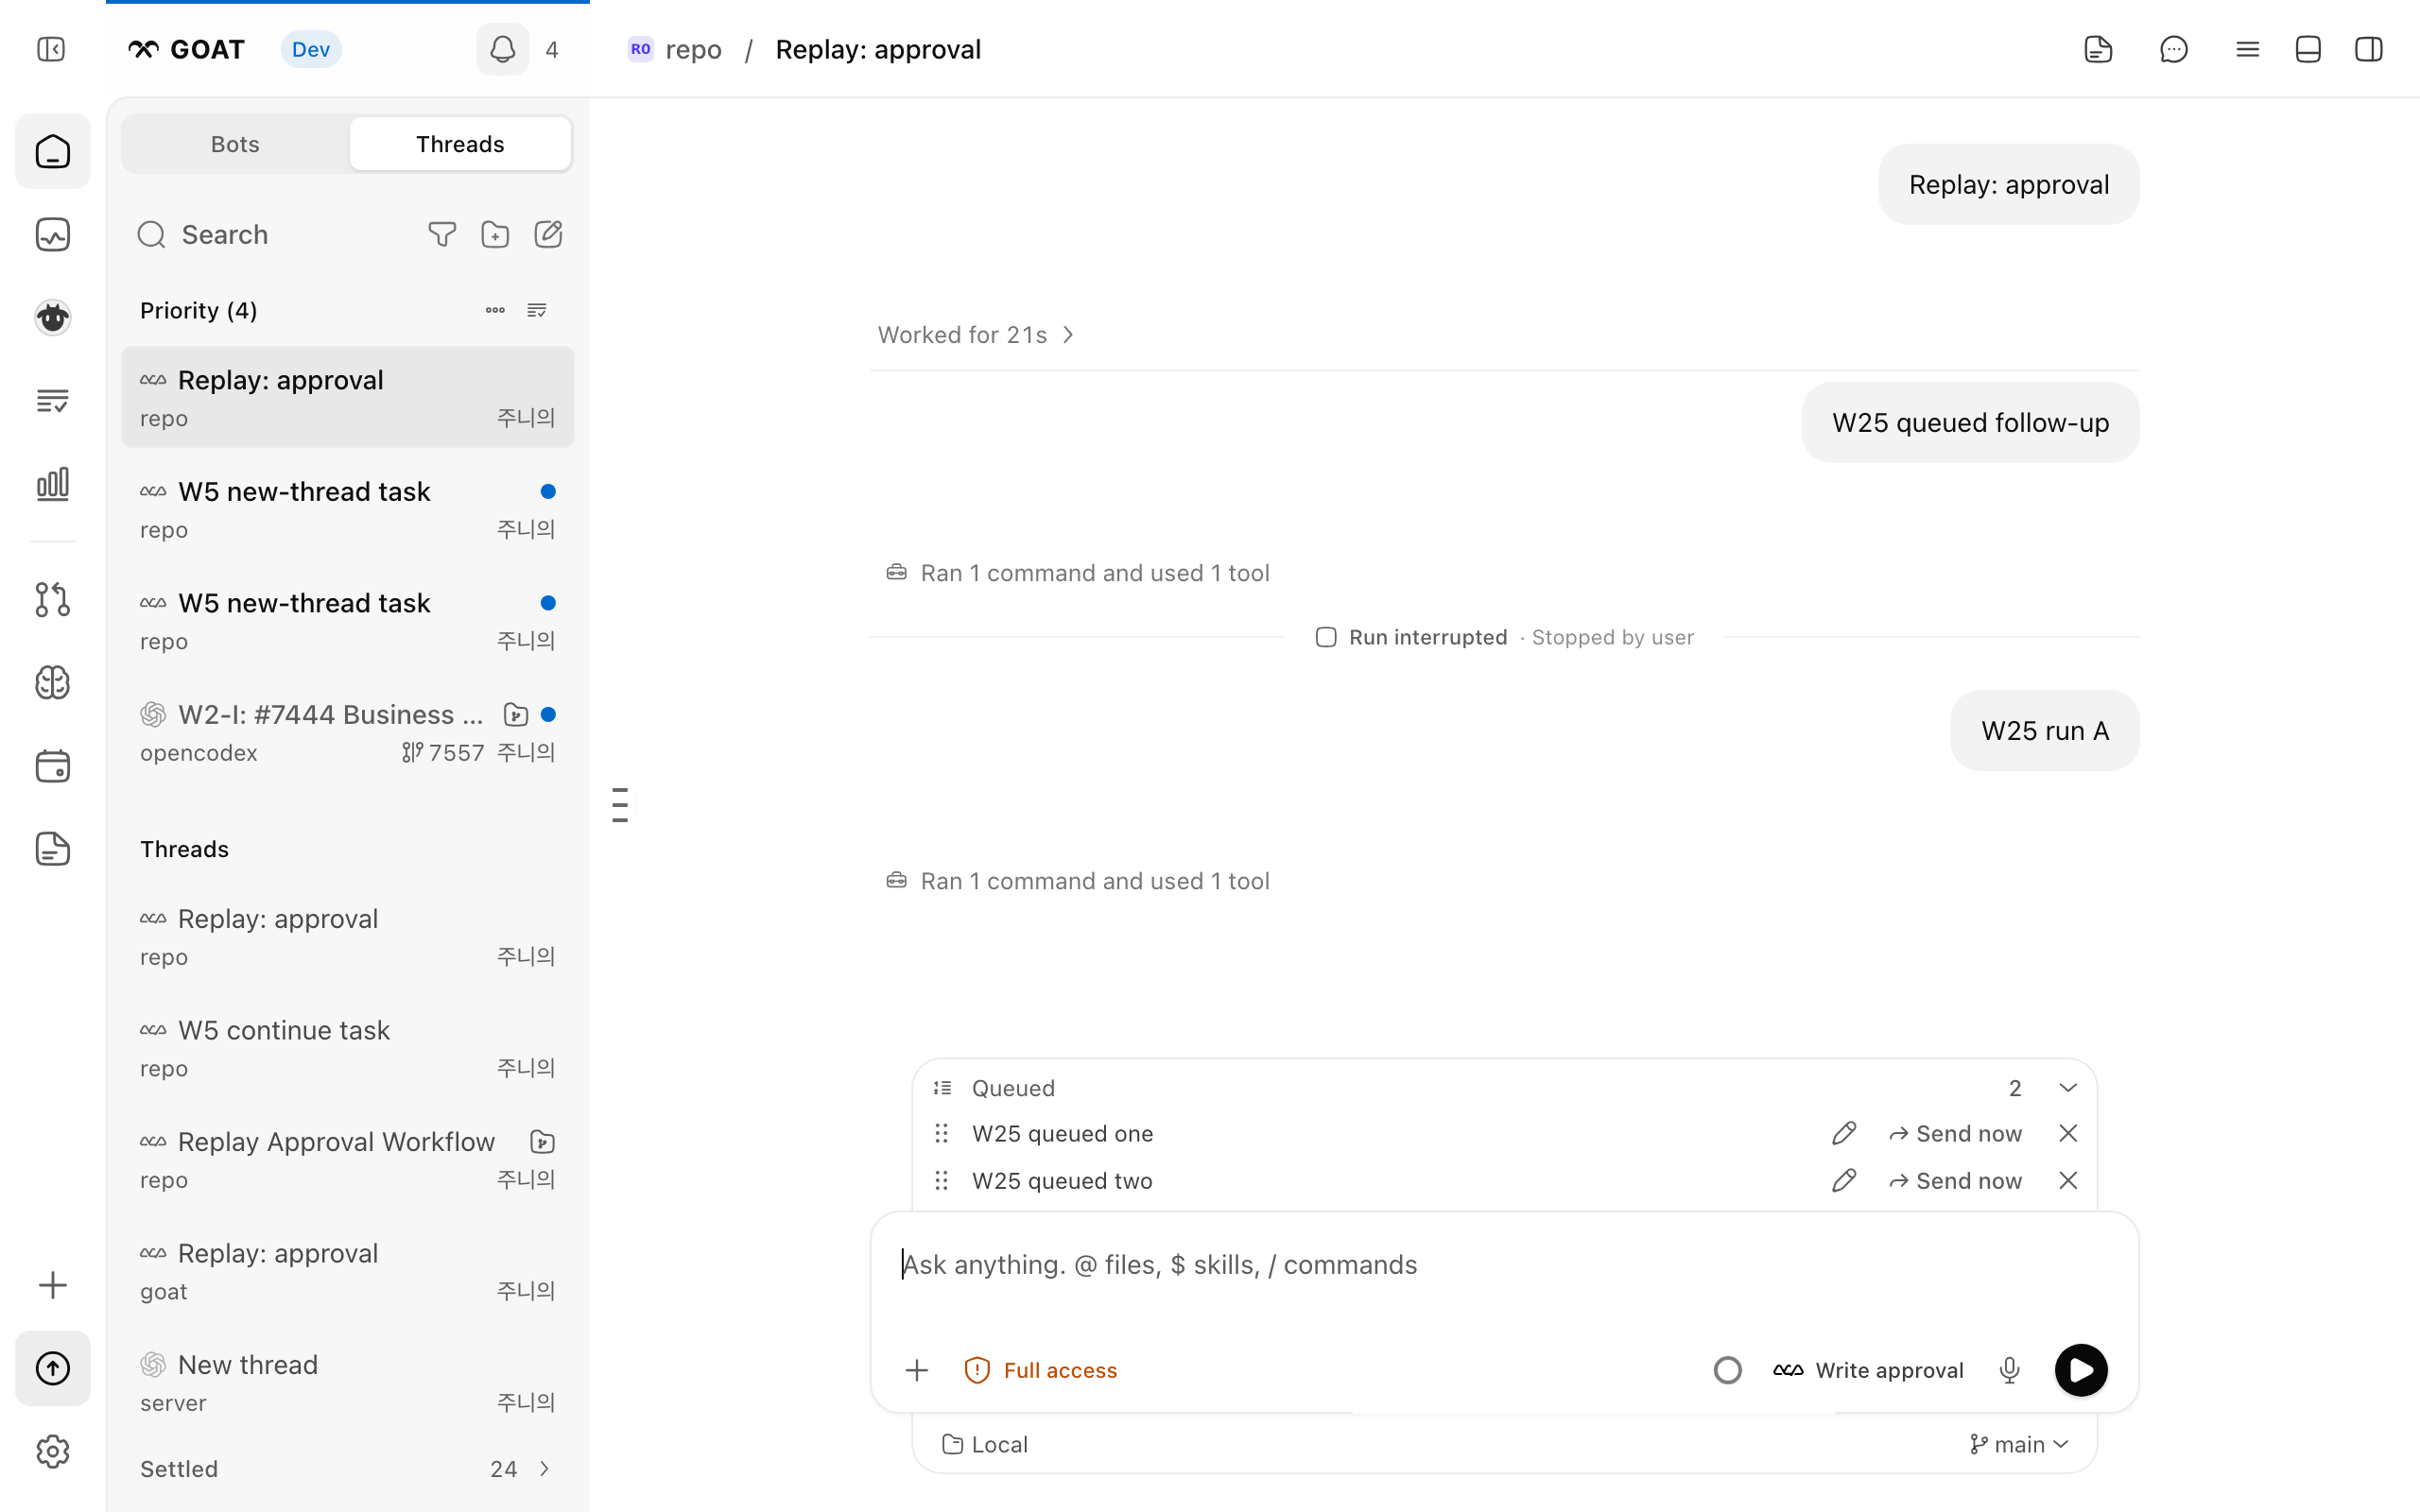 GOAT
Dev
4
RO repo / Replay: approval
Bots
Threads
Search
Priority (4)
Replay: approval
repo
주니의
W5 new-thread task
repo
주니의
W5 new-thread task
repo
주니의
W2-I: #7444 Business ...
opencodex
7557
주니의
Threads
Replay: approval
repo
주니의
W5 continue task
repo
주니의
Replay Approval Workflow
repo
주니의
Replay: approval
goat
주니의
New thread
server
주니의
Settled
24
Replay: approval
Worked for 21s
W25 queued follow-up
Ran 1 command and used 1 tool
Run interrupted · Stopped by user
W25 run A
Ran 1 command and used 1 tool
Queued
2
W25 queued one
Send now
W25 queued two
Send now
Ask anything. @ files, $ skills, / commands
Full access
Write approval
Local
main